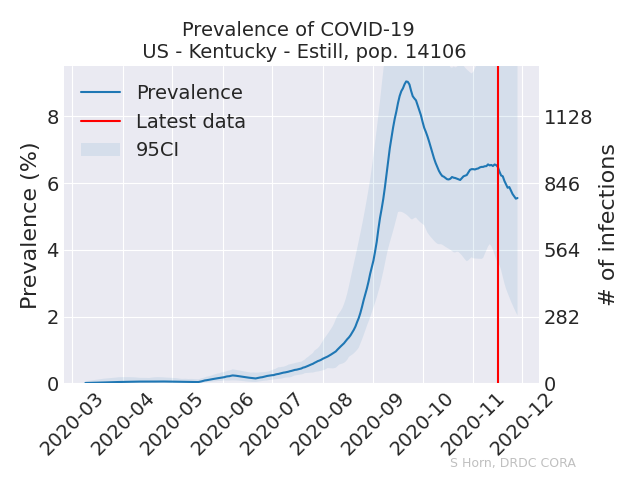 Prevalence of COVID-19
US - Kentucky - Estill, pop. 14106
Prevalence
Latest data
95CI
Prevalence (%)
8
6
4
2
0
1128
846
564
282
0
# of infections
2020-03
2020-04
2020-05
2020-06
2020-07
2020-08
2020-09
2020-10
2020-11
2020-12
S Horn, DRDC CORA